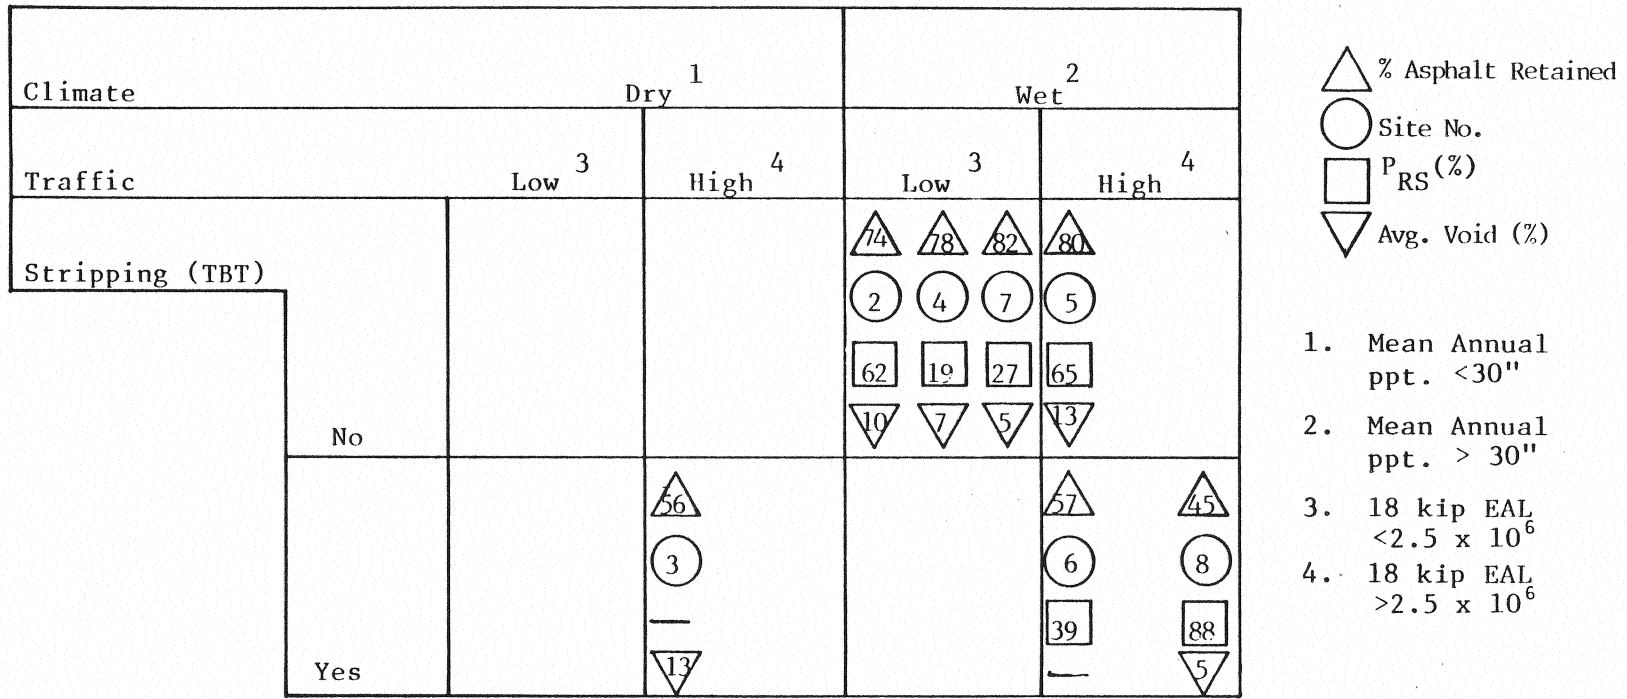 Climate Dry 1 Wet 2
Traffic Low 3 High 4 Low 3 High 4
Stripping (TBT)
74 78 82 80
2 4 7 5
62 19 27 65
10 7 5 13
No
56 57 45
3 6 8
— 39 88
Yes 13 — 5
% Asphalt Retained
Site No.
PRS(%)
Avg. Void (%)
1. Mean Annual
ppt. <30"
2. Mean Annual
ppt. > 30"
3. 18 kip EAL
<2.5 x 10^6
4. 18 kip EAL
>2.5 x 10^6